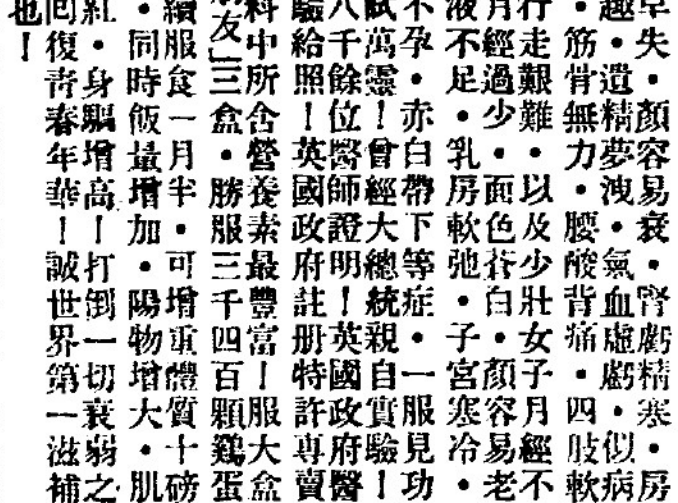 失・顏容易衰・腎虧精寒・房
趣・遺精夢洩・氣血虛虧・似病
・筋骨無力・腰酸背痛・四肢軟
行走艱難・以及少壯女子月經不
月經過少・面色蒼白・顏容易老
液不足・乳房軟弛・子宮寒冷・
不孕・赤白帶下等症・一服見功
試萬靈！曾經大總統親自實驗！
八千餘位醫師證明！英國政府醫
驗給照！英國政府註册特許專賣
料中所含營養素最豐富！服大盒
友」三盒・勝服三千四百顆鷄蛋
續服食一月半・可增重體質十磅
・同時飯量增加・陽物增大・肌
紅・身軀增高！打倒一切衰弱之
回復青春年華！誠世界第一滋補
也！